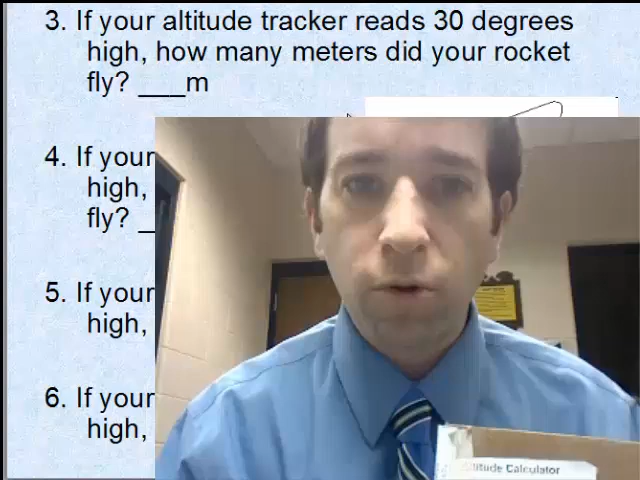 3. If your altitude tracker reads 30 degrees
high, how many meters did your rocket
fly? ___m
4. If your
high,
fly? _
5. If your
high,
6. If your
high,
Calculator